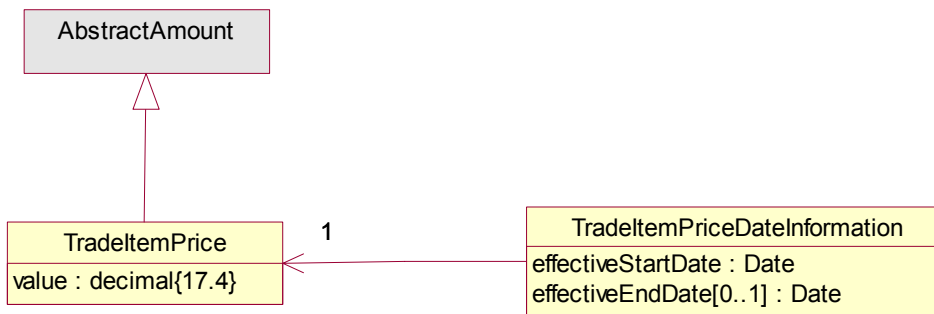 AbstractAmount
TradeItemPrice
value : decimal{17.4}
1
TradeItemPriceDateInformation
effectiveStartDate : Date
effectiveEndDate[0..1] : Date